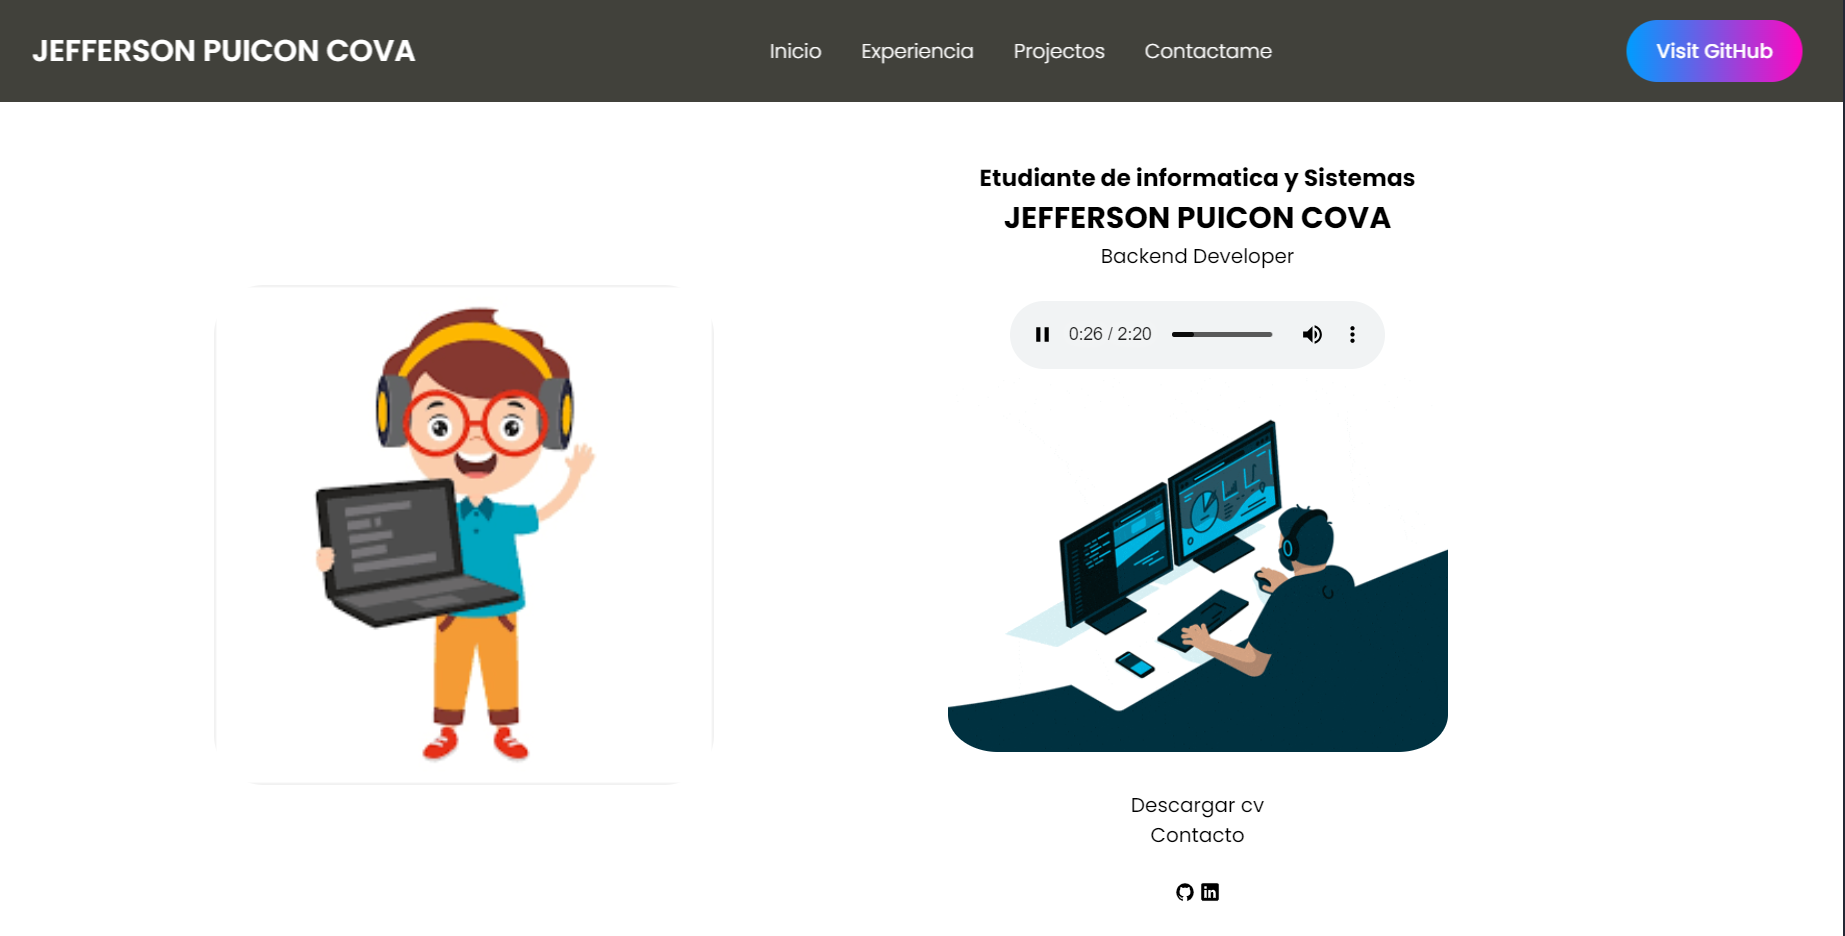 JEFFERSON PUICON COVA
Inicio Experiencia Projectos Contactame
Visit GitHub
Etudiante de informatica y Sistemas
JEFFERSON PUICON COVA
Backend Developer
0:26 / 2:20
Descargar cv
Contacto
in